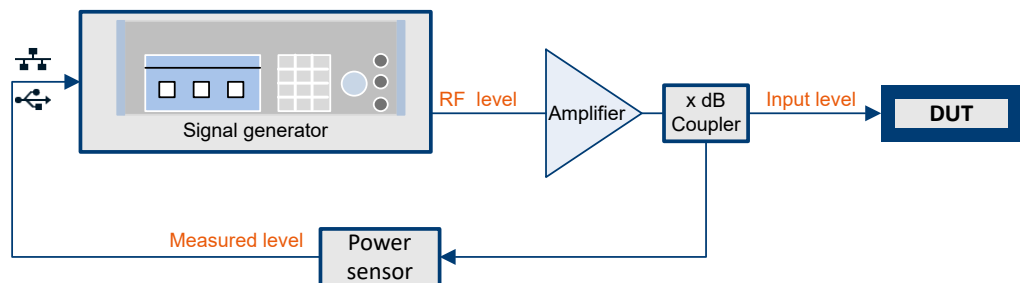 Signal generator
RF level
Amplifier
x dB
Coupler
Input level
DUT
Measured level
Power
sensor